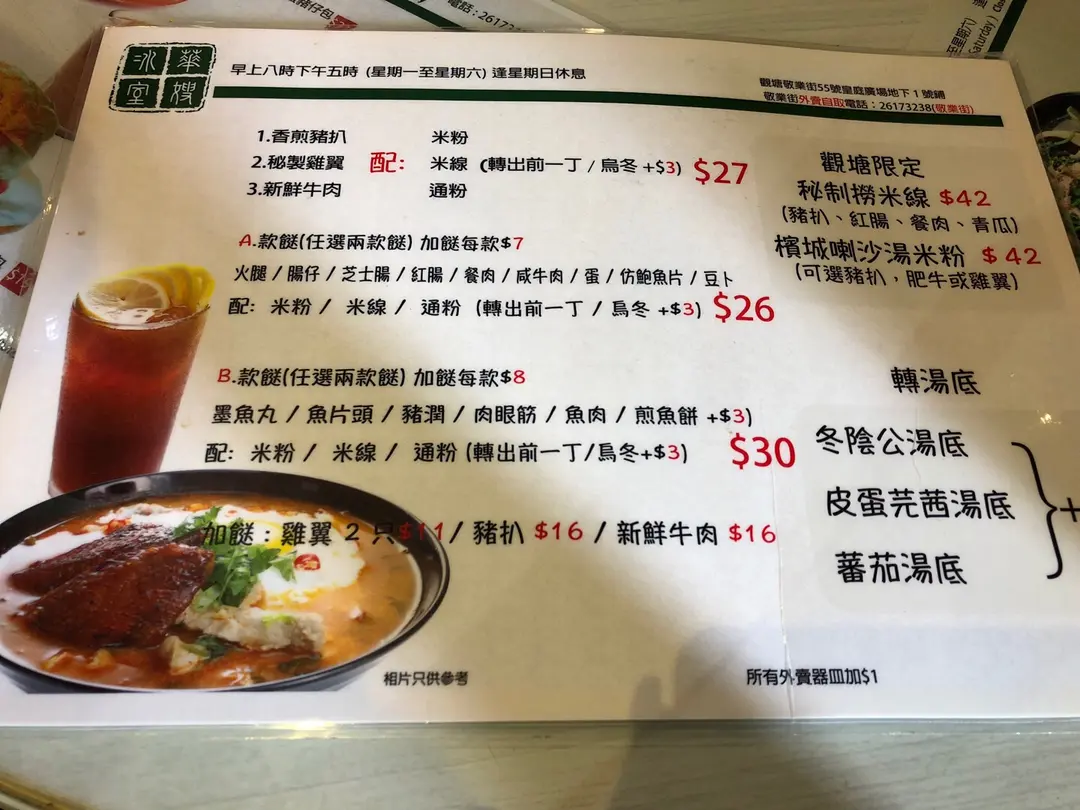 電話：2617
華嫂
冰室
早上八時下午五時 (星期一至星期六) 逢星期日休息
觀塘敬業街55號皇庭廣場地下 1 號鋪
敬業街外賣自取電話：26173238(敬業街)
1.香煎豬扒
2.秘製雞翼
3.新鮮牛肉
配:
米粉
米線 (轉出前一丁 / 烏冬 +$3)
通粉
$27
觀塘限定
秘制撈米線 $42
(豬扒、紅腸、餐肉、青瓜)
檳城喇沙湯米粉 $42
(可選豬扒，肥牛或雞翼)
A.款餸(任選兩款餸) 加餸每款$7
火腿 / 腸仔 / 芝士腸 / 紅腸 / 餐肉 / 咸牛肉 / 蛋 / 仿鮑魚片 / 豆卜
配: 米粉 / 米線 / 通粉 (轉出前一丁 / 烏冬 +$3) $26
B.款餸(任選兩款餸) 加餸每款$8
墨魚丸 / 魚片頭 / 豬潤 / 肉眼筋 / 魚肉 / 煎魚餅 +$3)
配: 米粉 / 米線 / 通粉 (轉出前一丁/烏冬+$3) $30
加餸：雞翼 2 只$11/ 豬扒 $16 / 新鮮牛肉 $16
轉湯底
冬陰公湯底
皮蛋芫茜湯底
蕃茄湯底
+
相片只供參考
所有外賣器皿加$1